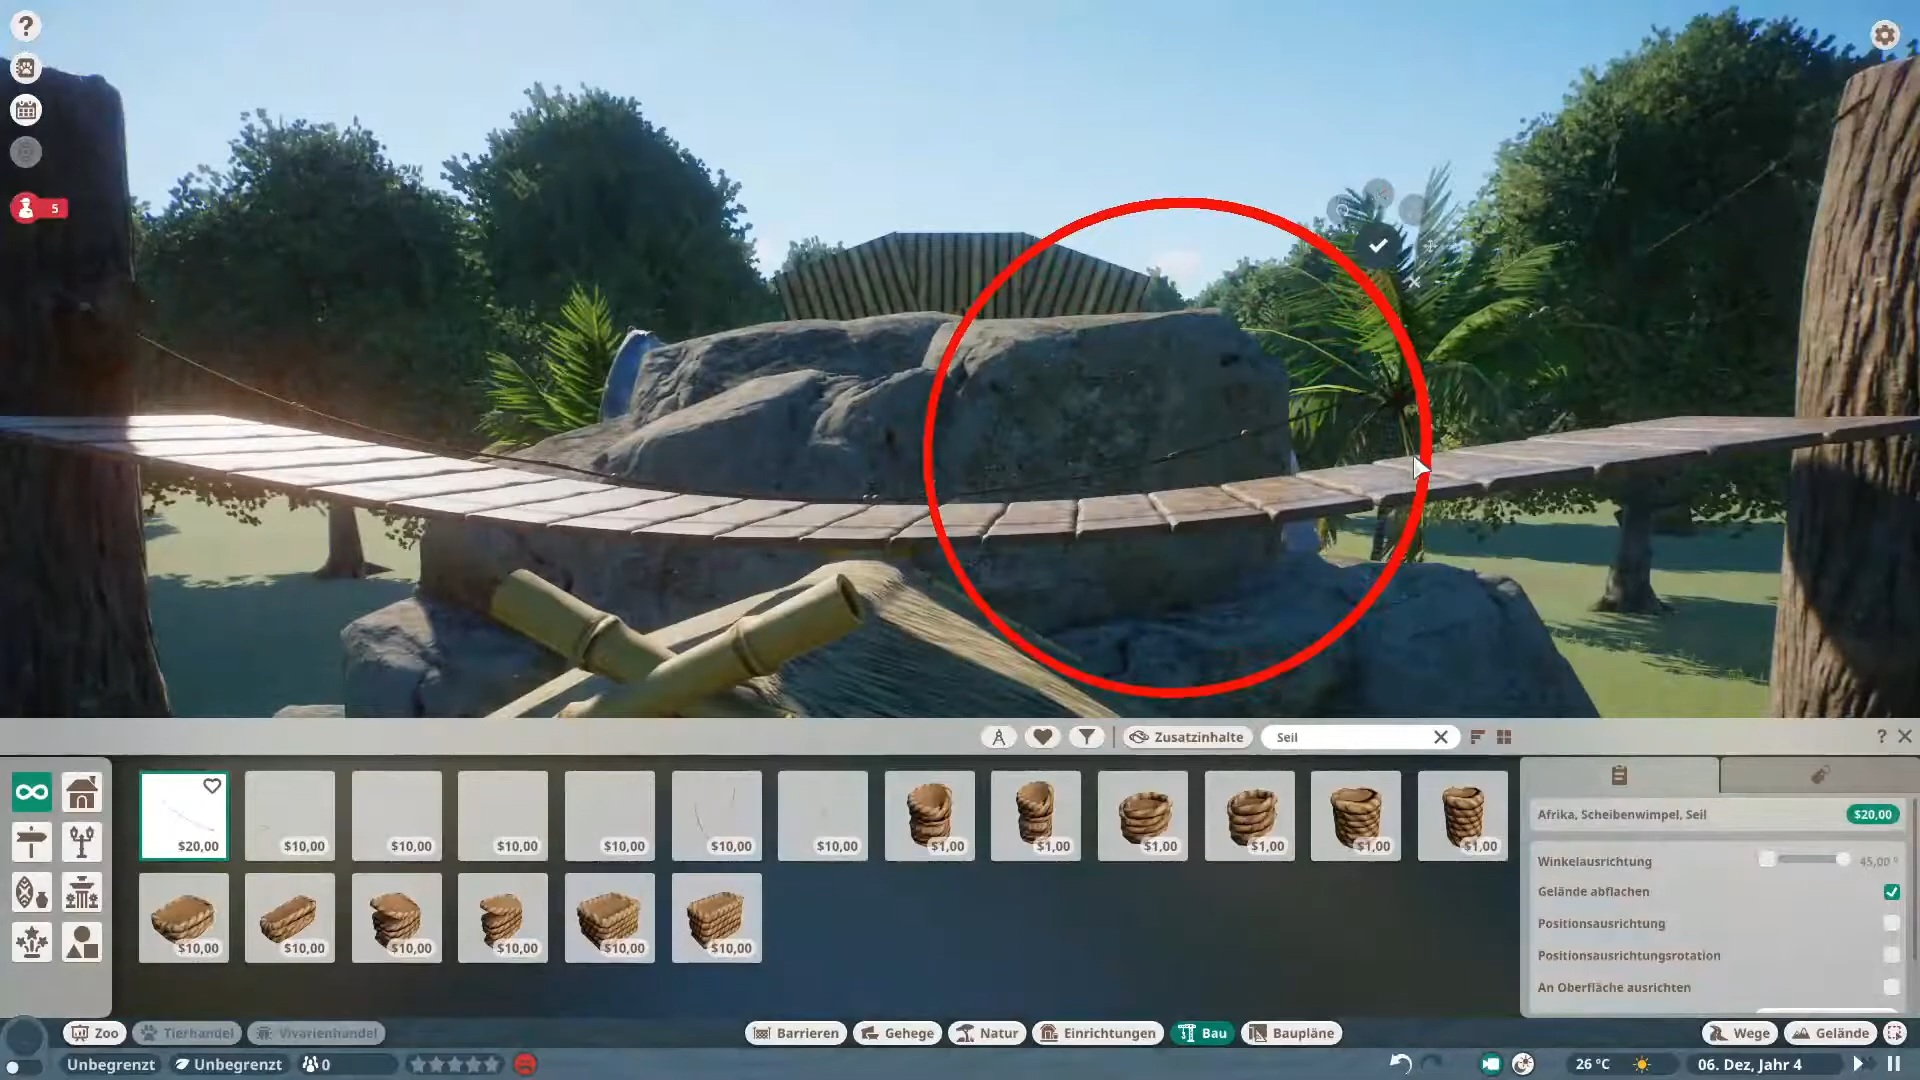 5
Zusatzinhalte
Seil
$20,00
$10,00
$10,00
$10,00
$10,00
$10,00
$10,00
$1,00
$1,00
$1,00
$1,00
$1,00
$1,00
$10,00
$10,00
$10,00
$10,00
$10,00
$10,00
Afrika, Scheibenwimpel, Seil
$20,00
Winkelausrichtung
45,00 °
Gelände abflachen
Positionsausrichtung
Positionsausrichtungsrotation
An Oberfläche ausrichten
Zoo
Tierhandel
Vivarienhandel
Barrieren
Gehege
Natur
Einrichtungen
Bau
Baupläne
Wege
Gelände
Unbegrenzt
Unbegrenzt
0
26 °C
06. Dez, Jahr 4